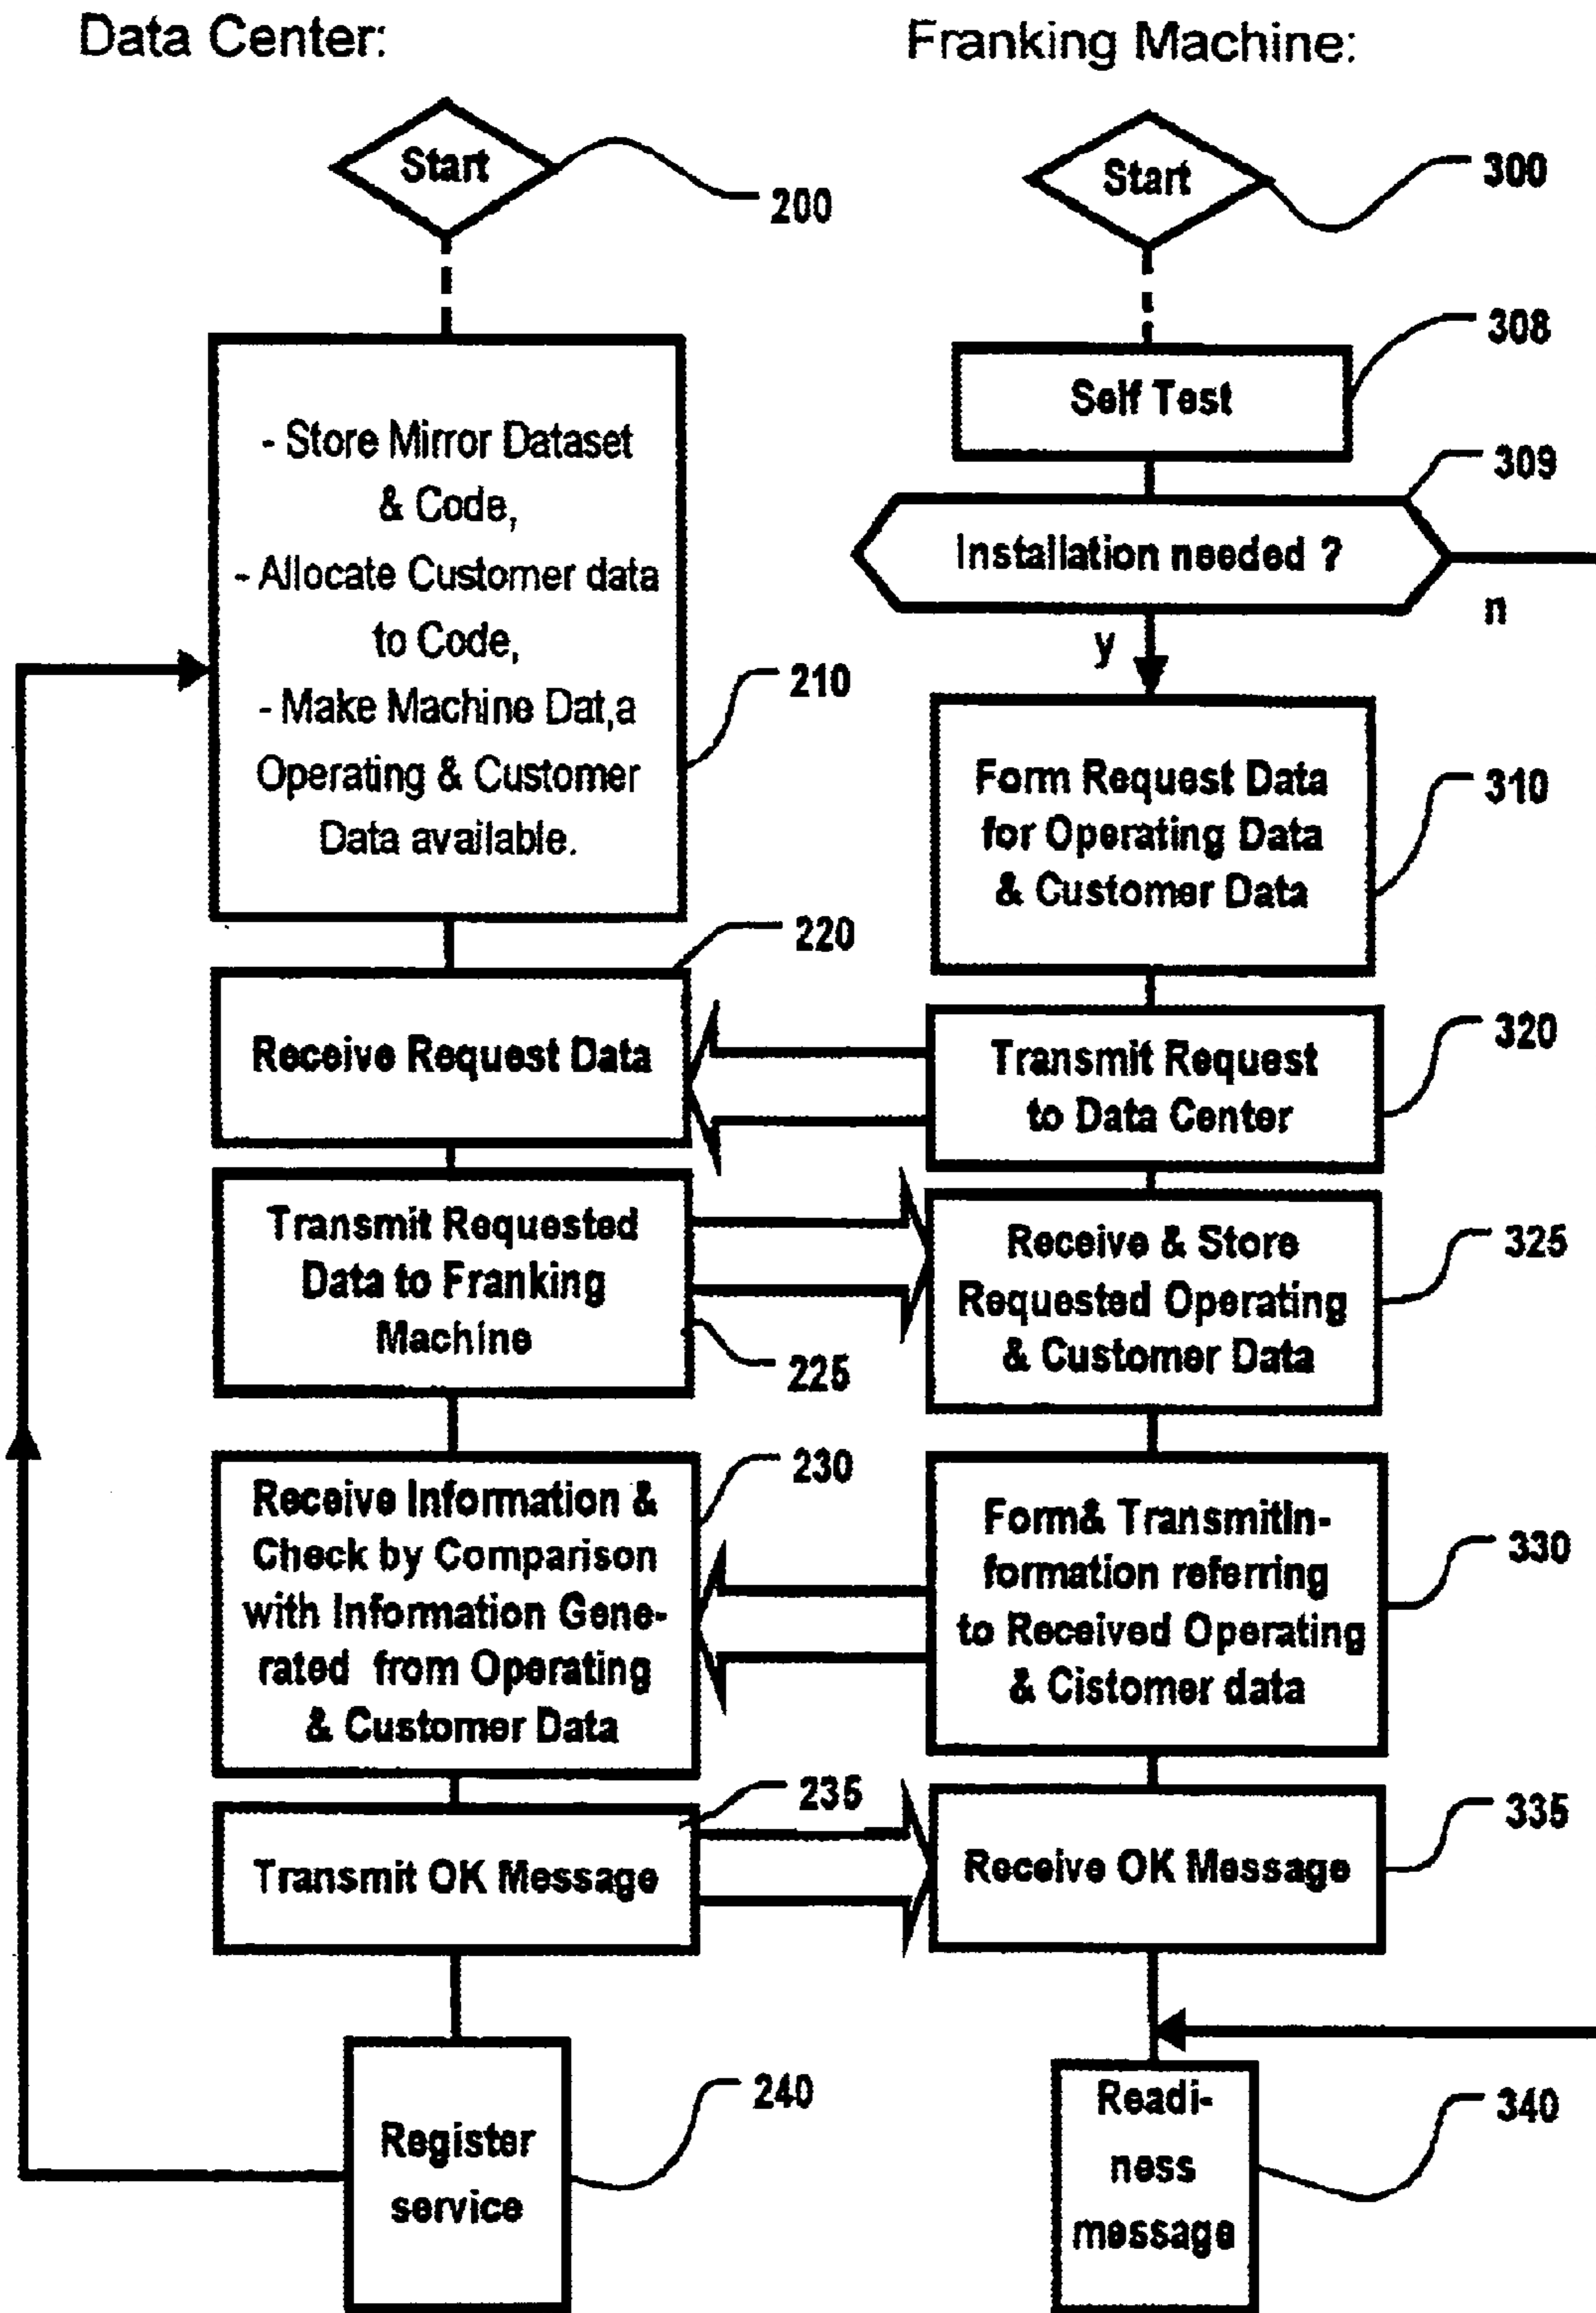 Data Center:
Franking Machine:
Start
200
- Store Mirror Dataset
& Code,
- Allocate Customer data
to Code,
- Make Machine Dat,a
Operating & Customer
Data available.
210
Receive Request Data
220
Transmit Requested
Data to Franking
Machine
225
Receive Information &
Check by Comparison
with Information Gene-
rated from Operating
& Customer Data
230
Transmit OK Message
235
Register
service
240
Start
300
Self Test
308
Installation needed ?
309
n
y
Form Request Data
for Operating Data
& Customer Data
310
Transmit Request
to Data Center
320
Receive & Store
Requested Operating
& Customer Data
325
Form& TransmitIn-
formation referring
to Received Operating
& Cistomer data
330
Receive OK Message
335
Readi-
ness
message
340